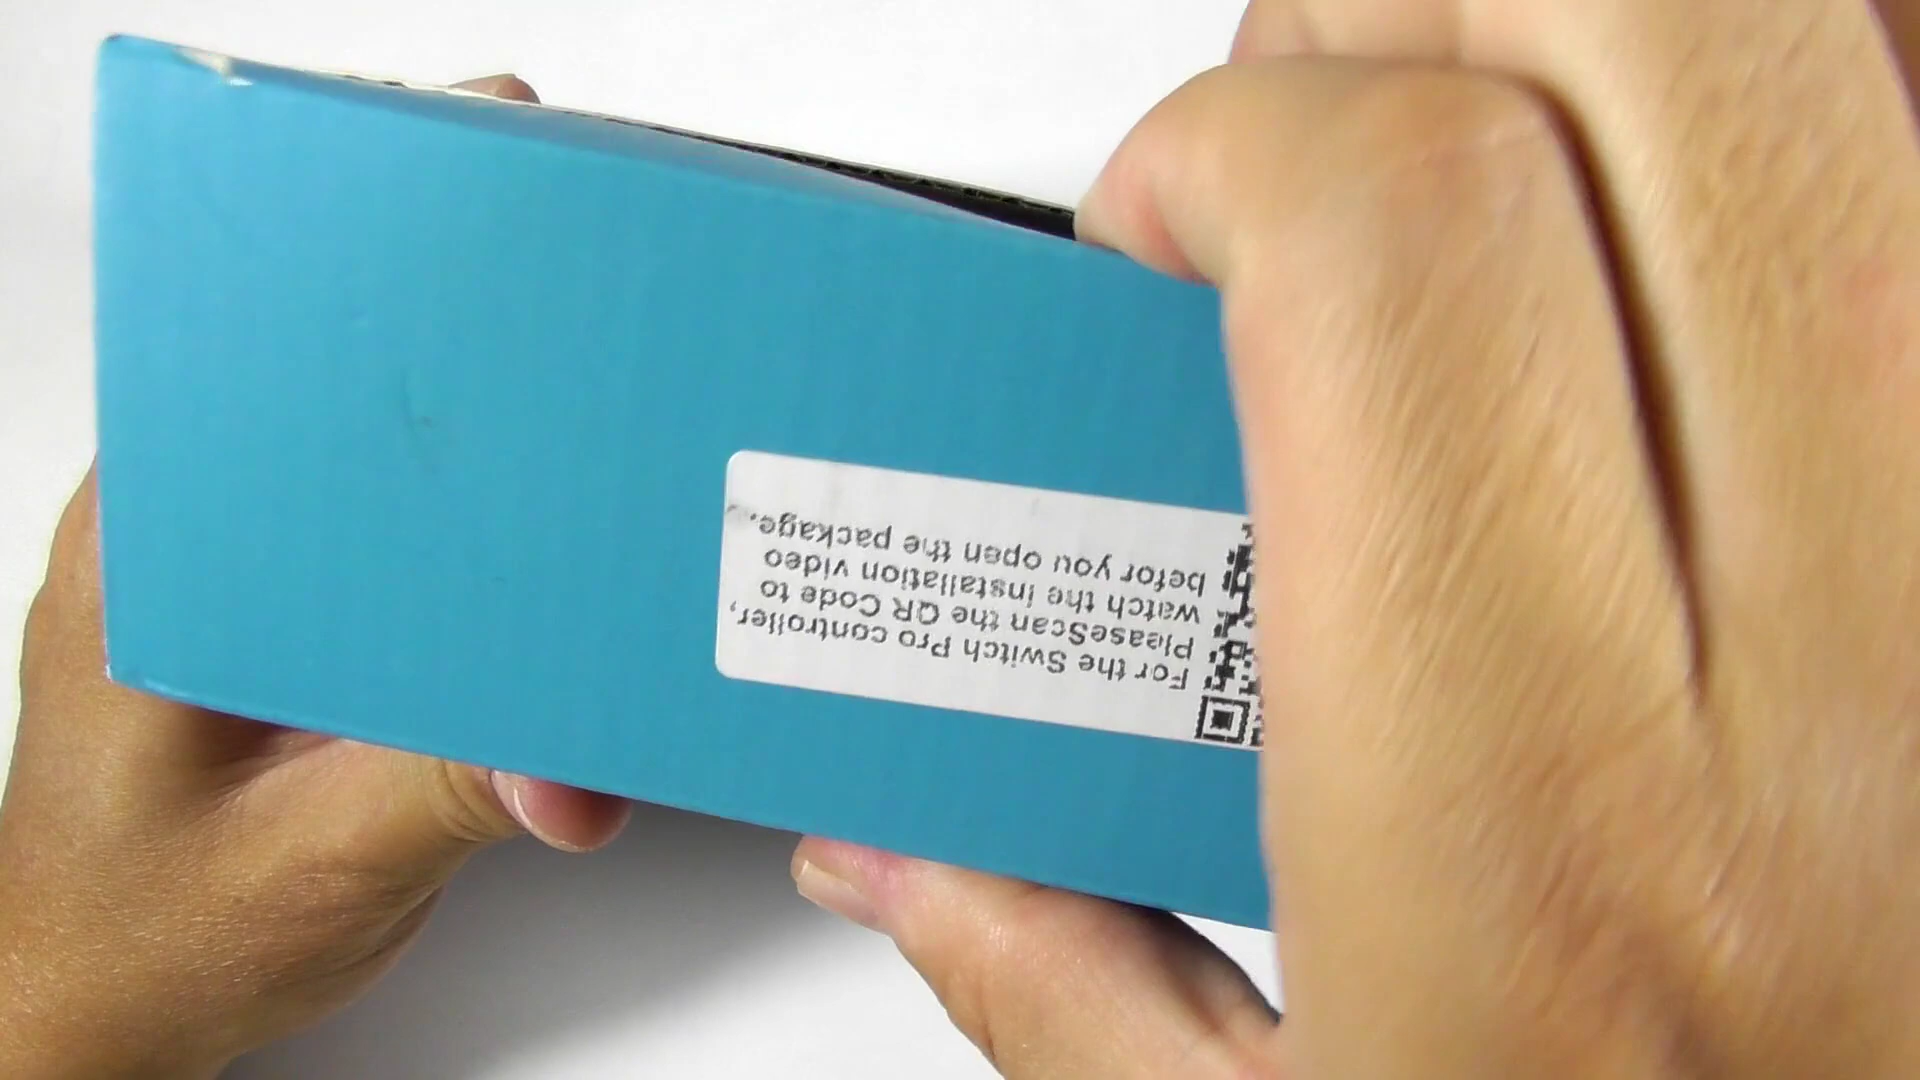 For the Switch Pro controller,
PleaseScan the QR Code to
watch the installation video
befor you open the package.